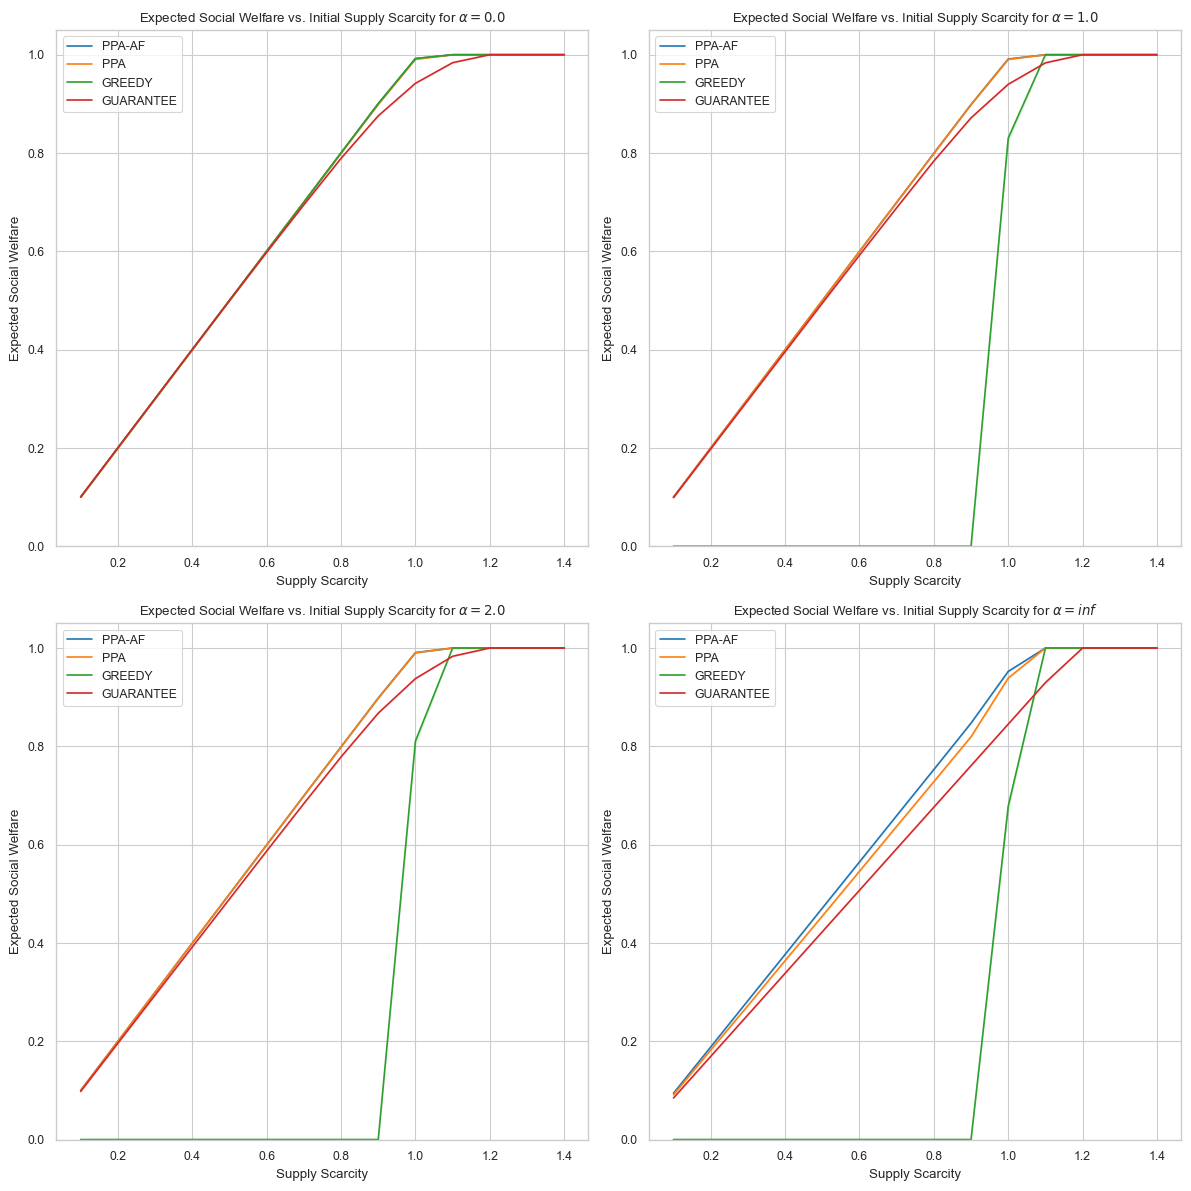 Expected Social Welfare vs. Initial Supply Scarcity for α = 0.0
PPA-AF
PPA
GREEDY
GUARANTEE
1.0
0.8
0.6
0.4
0.2
0.0
Expected Social Welfare
0.2 0.4 0.6 0.8 1.0 1.2 1.4
Supply Scarcity
Expected Social Welfare vs. Initial Supply Scarcity for α = 1.0
PPA-AF
PPA
GREEDY
GUARANTEE
1.0
0.8
0.6
0.4
0.2
0.0
Expected Social Welfare
0.2 0.4 0.6 0.8 1.0 1.2 1.4
Supply Scarcity
Expected Social Welfare vs. Initial Supply Scarcity for α = 2.0
PPA-AF
PPA
GREEDY
GUARANTEE
1.0
0.8
0.6
0.4
0.2
0.0
Expected Social Welfare
0.2 0.4 0.6 0.8 1.0 1.2 1.4
Supply Scarcity
Expected Social Welfare vs. Initial Supply Scarcity for α = inf
PPA-AF
PPA
GREEDY
GUARANTEE
1.0
0.8
0.6
0.4
0.2
0.0
Expected Social Welfare
0.2 0.4 0.6 0.8 1.0 1.2 1.4
Supply Scarcity